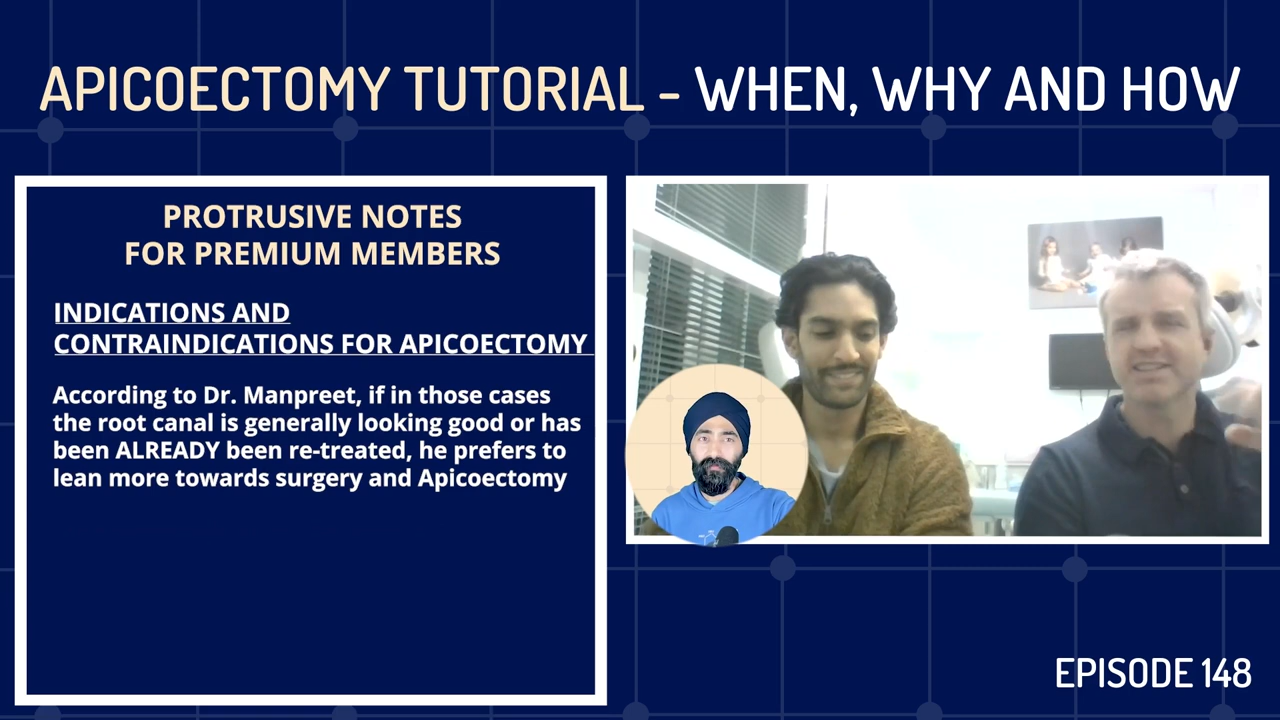 APICOECTOMY TUTORIAL - WHEN, WHY AND HOW
PROTRUSIVE NOTES
FOR PREMIUM MEMBERS
INDICATIONS AND
CONTRAINDICATIONS FOR APICOECTOMY
According to Dr. Manpreet, if in those cases
the root canal is generally looking good or has
been ALREADY been re-treated, he prefers to
lean more towards surgery and Apicoectomy
EPISODE 148